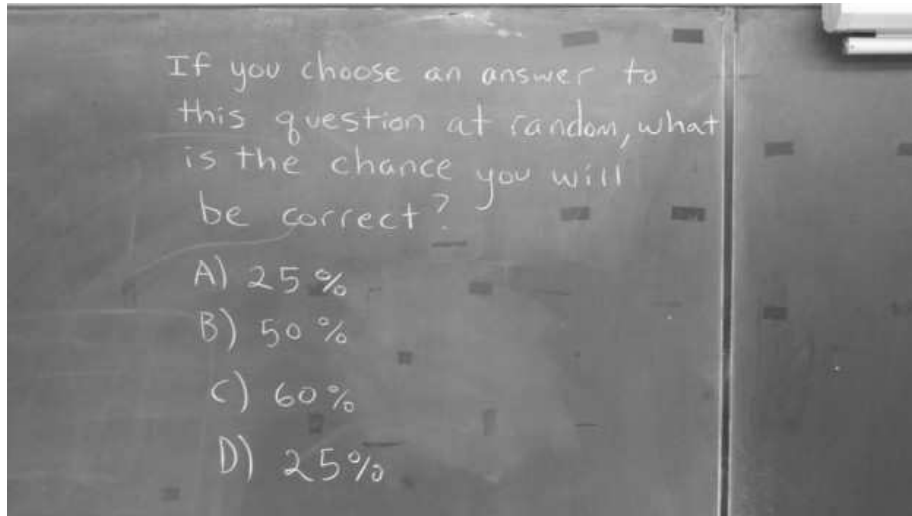 If you choose an answer to
this question at random, what
is the chance you will
be correct?
A) 25%
B) 50%
C) 60%
D) 25%